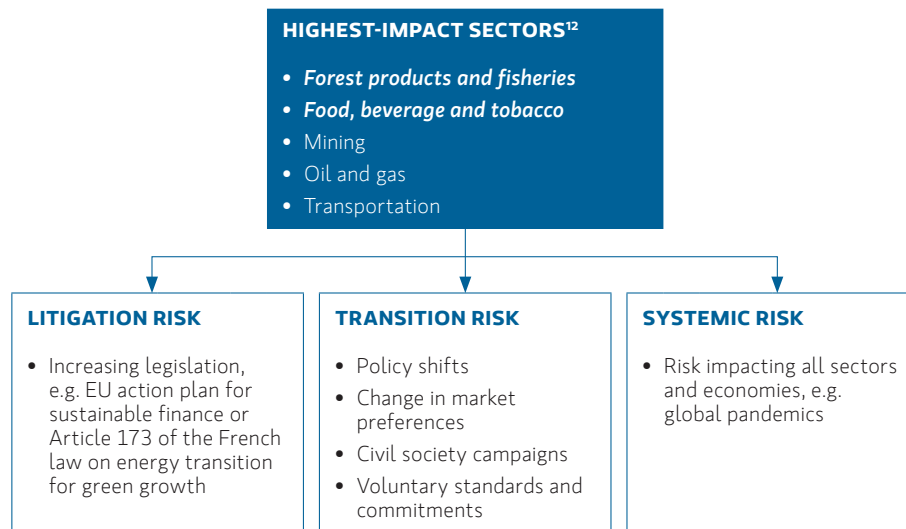 HIGHEST-IMPACT SECTORS¹²
• Forest products and fisheries
• Food, beverage and tobacco
• Mining
• Oil and gas
• Transportation
LITIGATION RISK
• Increasing legislation,
e.g. EU action plan for
sustainable finance or
Article 173 of the French
law on energy transition
for green growth
TRANSITION RISK
• Policy shifts
• Change in market
preferences
• Civil society campaigns
• Voluntary standards and
commitments
SYSTEMIC RISK
• Risk impacting all sectors
and economies, e.g.
global pandemics